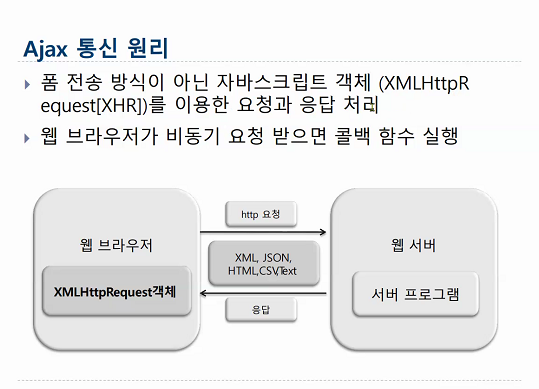 Ajax 통신 원리
폼 전송 방식이 아닌 자바스크립트 객체 (XMLHttpR
equest[XHR])를 이용한 요청과 응답 처리
웹 브라우저가 비동기 요청 받으면 콜백 함수 실행
http 요청
웹 브라우저
웹 서버
XML, JSON,
HTML,CSV,Text
XMLHttpRequest객체
서버 프로그램
응답